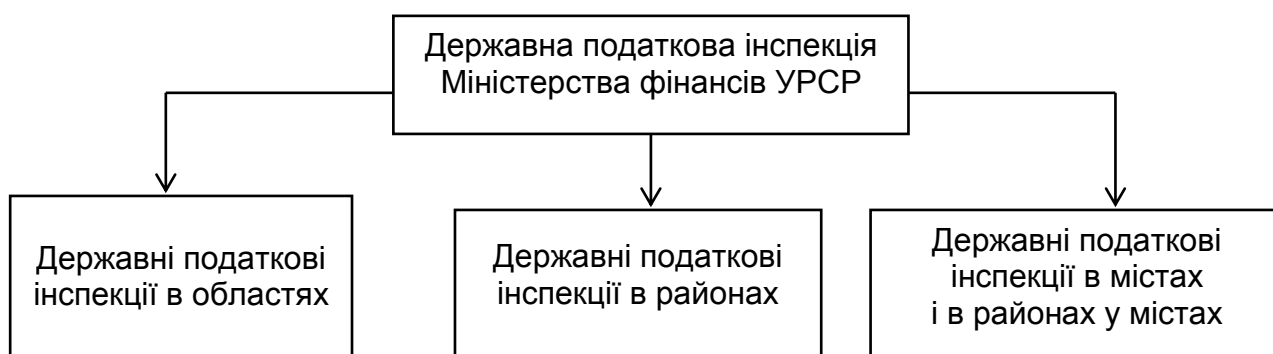 Державна податкова інспекція
Міністерства фінансів УРСР
Державні податкові
інспекції в областях
Державні податкові
інспекції в районах
Державні податкові
інспекції в містах
і в районах у містах